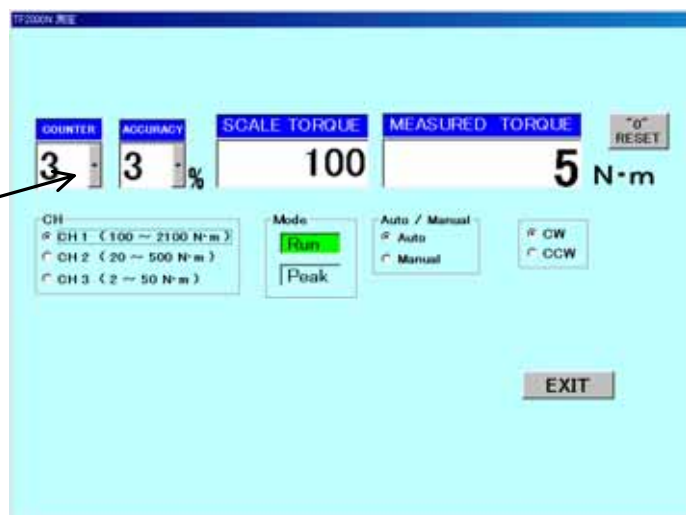 TF2000N 測定
COUNTER
ACCURACY
SCALE TORQUE
MEASURED TORQUE
"0"
RESET
3
3
%
100
5
N·m
CH
CH 1 ( 100 ～ 2100 N·m )
CH 2 ( 20 ～ 500 N·m )
CH 3 ( 2 ～ 50 N·m )
Mode
Run
Peak
Auto / Manual
Auto
Manual
CW
CCW
EXIT